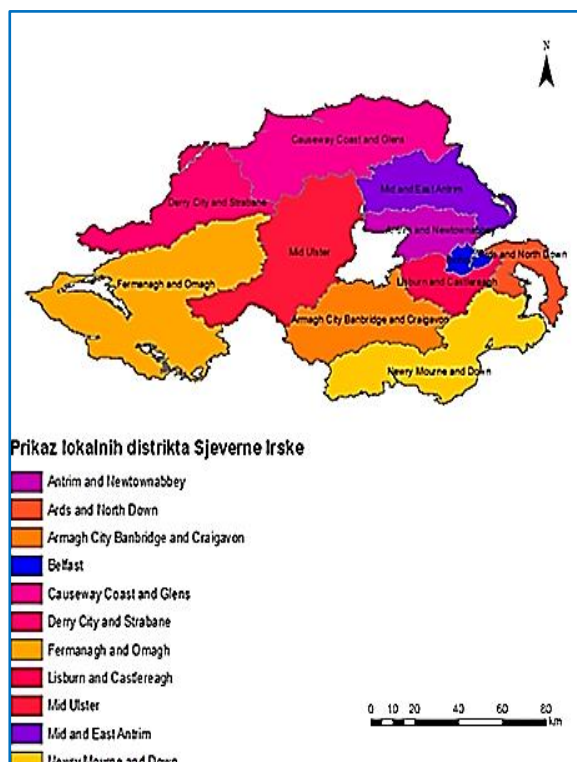 N
Causeway Coast and Glens
Mid and East Antrim
Derry City and Strabane
Antrim and Newtownabbey
Ards and North Down
Mid Ulster
Fermanagh and Omagh
Lisburn and Castlereagh
Armagh City Banbridge and Craigavon
Newry Mourne and Down
Prikaz lokalnih distrikta Sjeverne Irske
Antrim and Newtownabbey
Ards and North Down
Armagh City Banbridge and Craigavon
Belfast
Causeway Coast and Glens
Derry City and Strabane
Fermanagh and Omagh
Lisburn and Castlereagh
Mid Ulster
Mid and East Antrim
Newry Mourne and Down
0 10 20 40 60 80
km